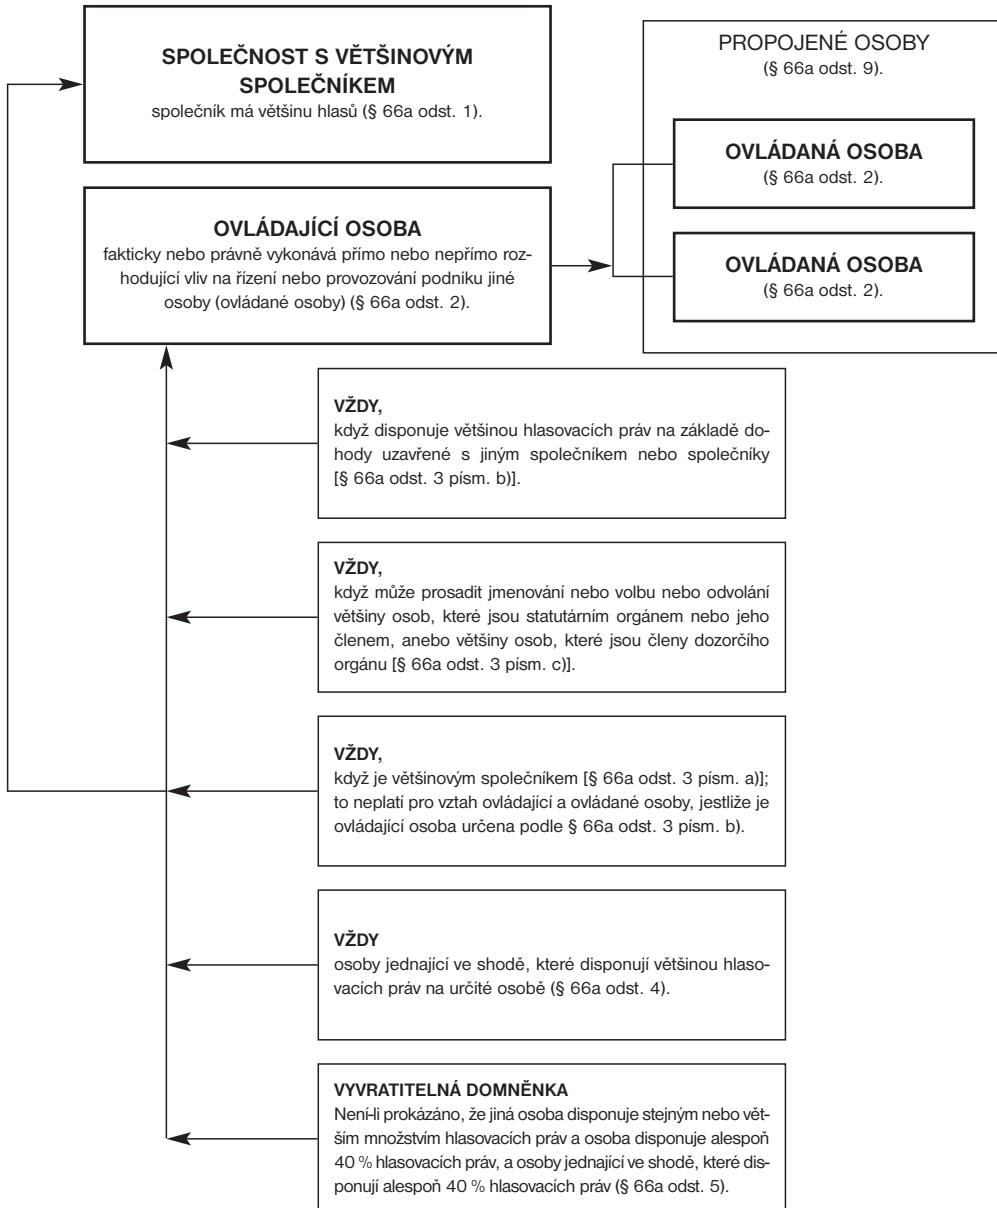 SPOLEČNOST S VĚTŠINOVÝM
SPOLEČNÍKEM
společník má většinu hlasů (§ 66a odst. 1).
PROPOJENÉ OSOBY
(§ 66a odst. 9).
OVLÁDANÁ OSOBA
(§ 66a odst. 2).
OVLÁDANÁ OSOBA
(§ 66a odst. 2).
OVLÁDAJÍCÍ OSOBA
fakticky nebo právně vykonává přímo nebo nepřímo roz-
hodující vliv na řízení nebo provozování podniku jiné
osoby (ovládané osoby) (§ 66a odst. 2).
VŽDY,
když disponuje většinou hlasovacích práv na základě do-
hody uzavřené s jiným společníkem nebo společníky
[§ 66a odst. 3 písm. b)].
VŽDY,
když může prosadit jmenování nebo volbu nebo odvolání
většiny osob, které jsou statutárním orgánem nebo jeho
členem, anebo většiny osob, které jsou členy dozorčího
orgánu [§ 66a odst. 3 písm. c)].
VŽDY,
když je většinovým společníkem [§ 66a odst. 3 písm. a)];
to neplatí pro vztah ovládající a ovládané osoby, jestliže je
ovládající osoba určena podle § 66a odst. 3 písm. b).
VŽDY
osoby jednající ve shodě, které disponují většinou hlaso-
vacích práv na určité osobě (§ 66a odst. 4).
VYVRATITELNÁ DOMNĚNKA
Není-li prokázáno, že jiná osoba disponuje stejným nebo vět-
ším množstvím hlasovacích práv a osoba disponuje alespoň
40 % hlasovacích práv, a osoby jednající ve shodě, které dis-
ponují alespoň 40 % hlasovacích práv (§ 66a odst. 5).